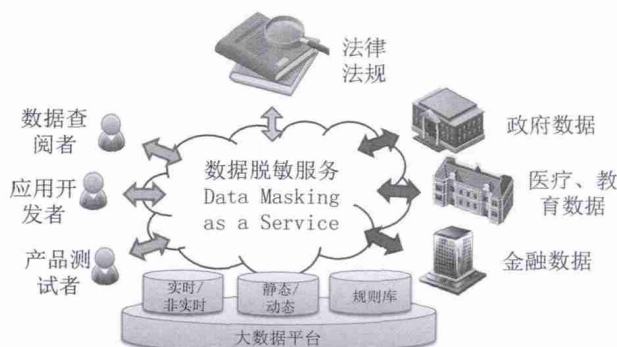 法律
法规
数据查
阅者
应用开
发者
产品测
试者
数据脱敏服务
Data Masking
as a Service
政府数据
医疗、教
育数据
金融数据
实时/
非实时
静态/
动态
规则库
大数据平台